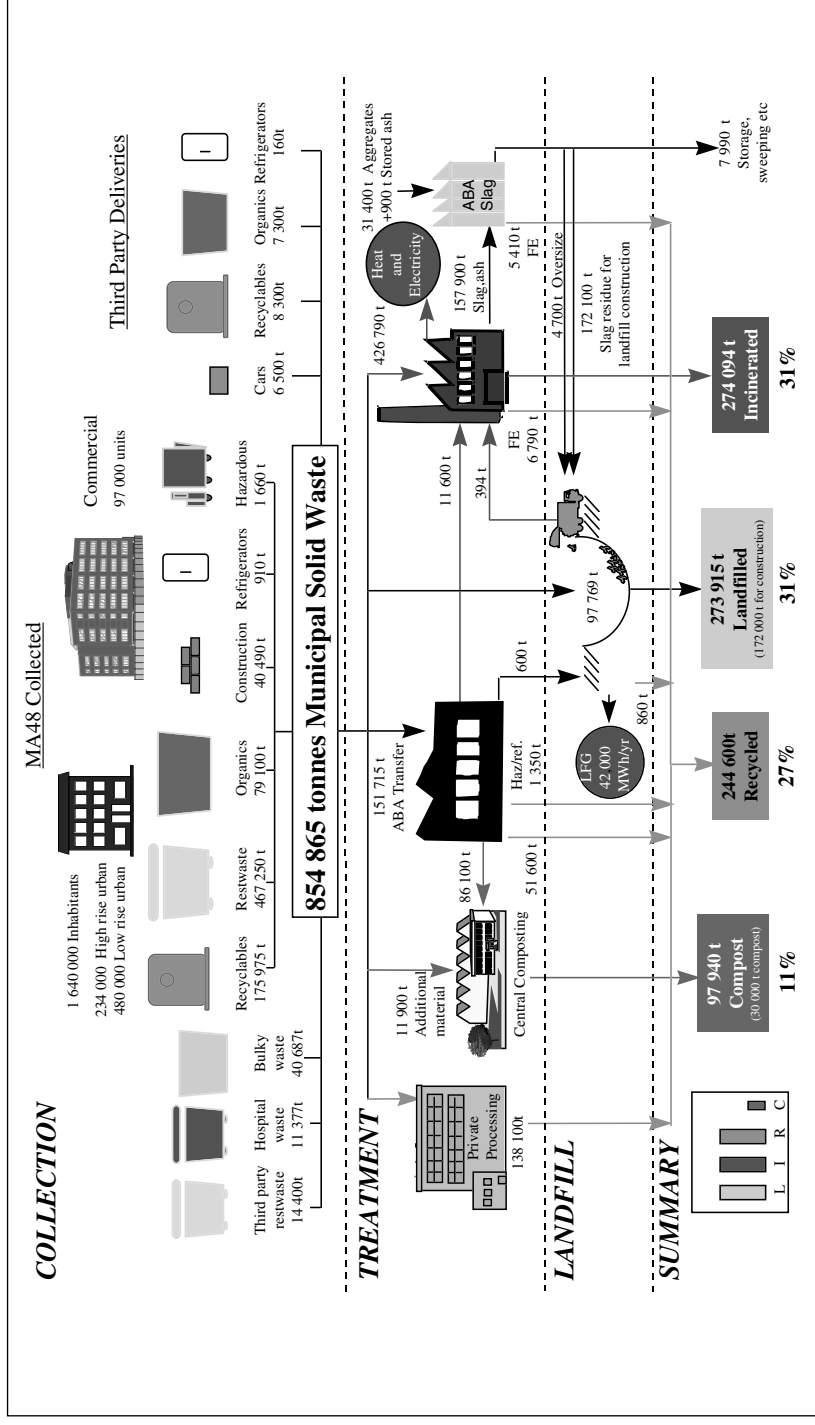 COLLECTION
MA48 Collected
Third Party Deliveries
1 640 000 Inhabitants
234 000 High rise urban
480 000 Low rise urban
Commercial
97 000 units
Third party
restwaste
14 400t
Hospital
waste
11 377t
Bulky
waste
40 687t
Recyclables
175 975 t
Restwaste
467 250 t
Organics
79 100 t
Construction
40 490 t
Refrigerators
910 t
Hazardous
1 660 t
Cars
6 500 t
Recyclables
8 300t
Organics
7 300t
Refrigerators
160t
854 865 tonnes Municipal Solid Waste
TREATMENT
Private
Processing
138 100t
11 900 t
Additional
material
Central Composting
86 100 t
151 715 t
ABA Transfer
51 600 t
Haz/ref.
1 350 t
11 600 t
394 t
600 t
426 790 t
Heat
and
Electricity
31 400 t Aggregates
+900 t Stored ash
157 900 t
Slag,ash
ABA
Slag
FE
6 790 t
5 410 t
FE
LANDFILL
LFG
42,000
MWh/yr
860 t
97 769 t
4 700 t Oversize
172 100 t
Slag residue for
landfill construction
SUMMARY
L I R C
97 940 t
Compost
(30 000 t compost)
11%
244 600t
Recycled
27%
273 915 t
Landfilled
(172 000 t for construction)
31%
274 094 t
Incinerated
31%
7 990 t
Storage,
sweeping etc